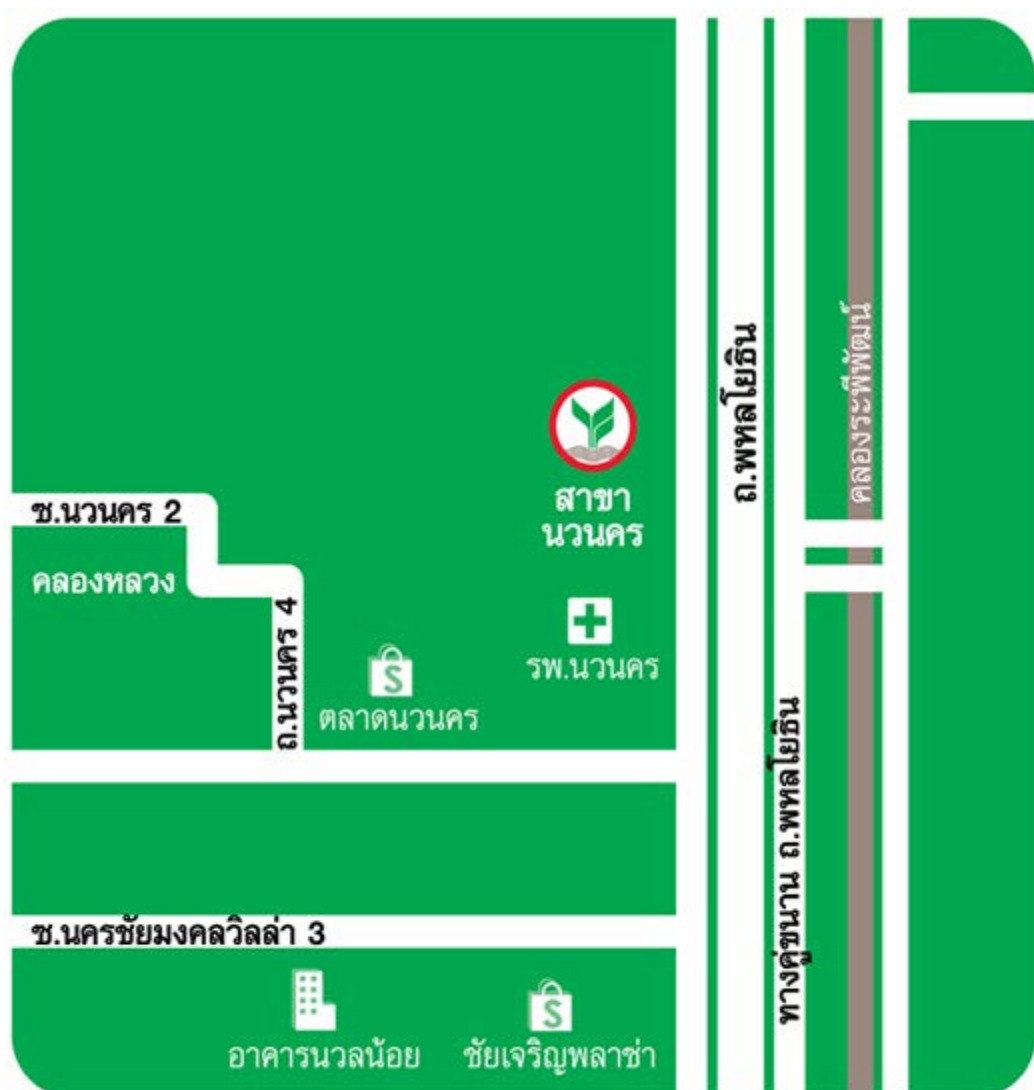 ถ.พหลโยธิน
คลองระพีพัฒน์
สาขา
นวนคร
ซ.นวนคร 2
คลองหลวง
ถ.นวนคร 4
รพ.นวนคร
ตลาดนวนคร
ทางคู่ขนาน ถ.พหลโยธิน
ซ.นครชัยมงคลวิลล่า 3
อาคารนวลน้อย
ชัยเจริญพลาซ่า